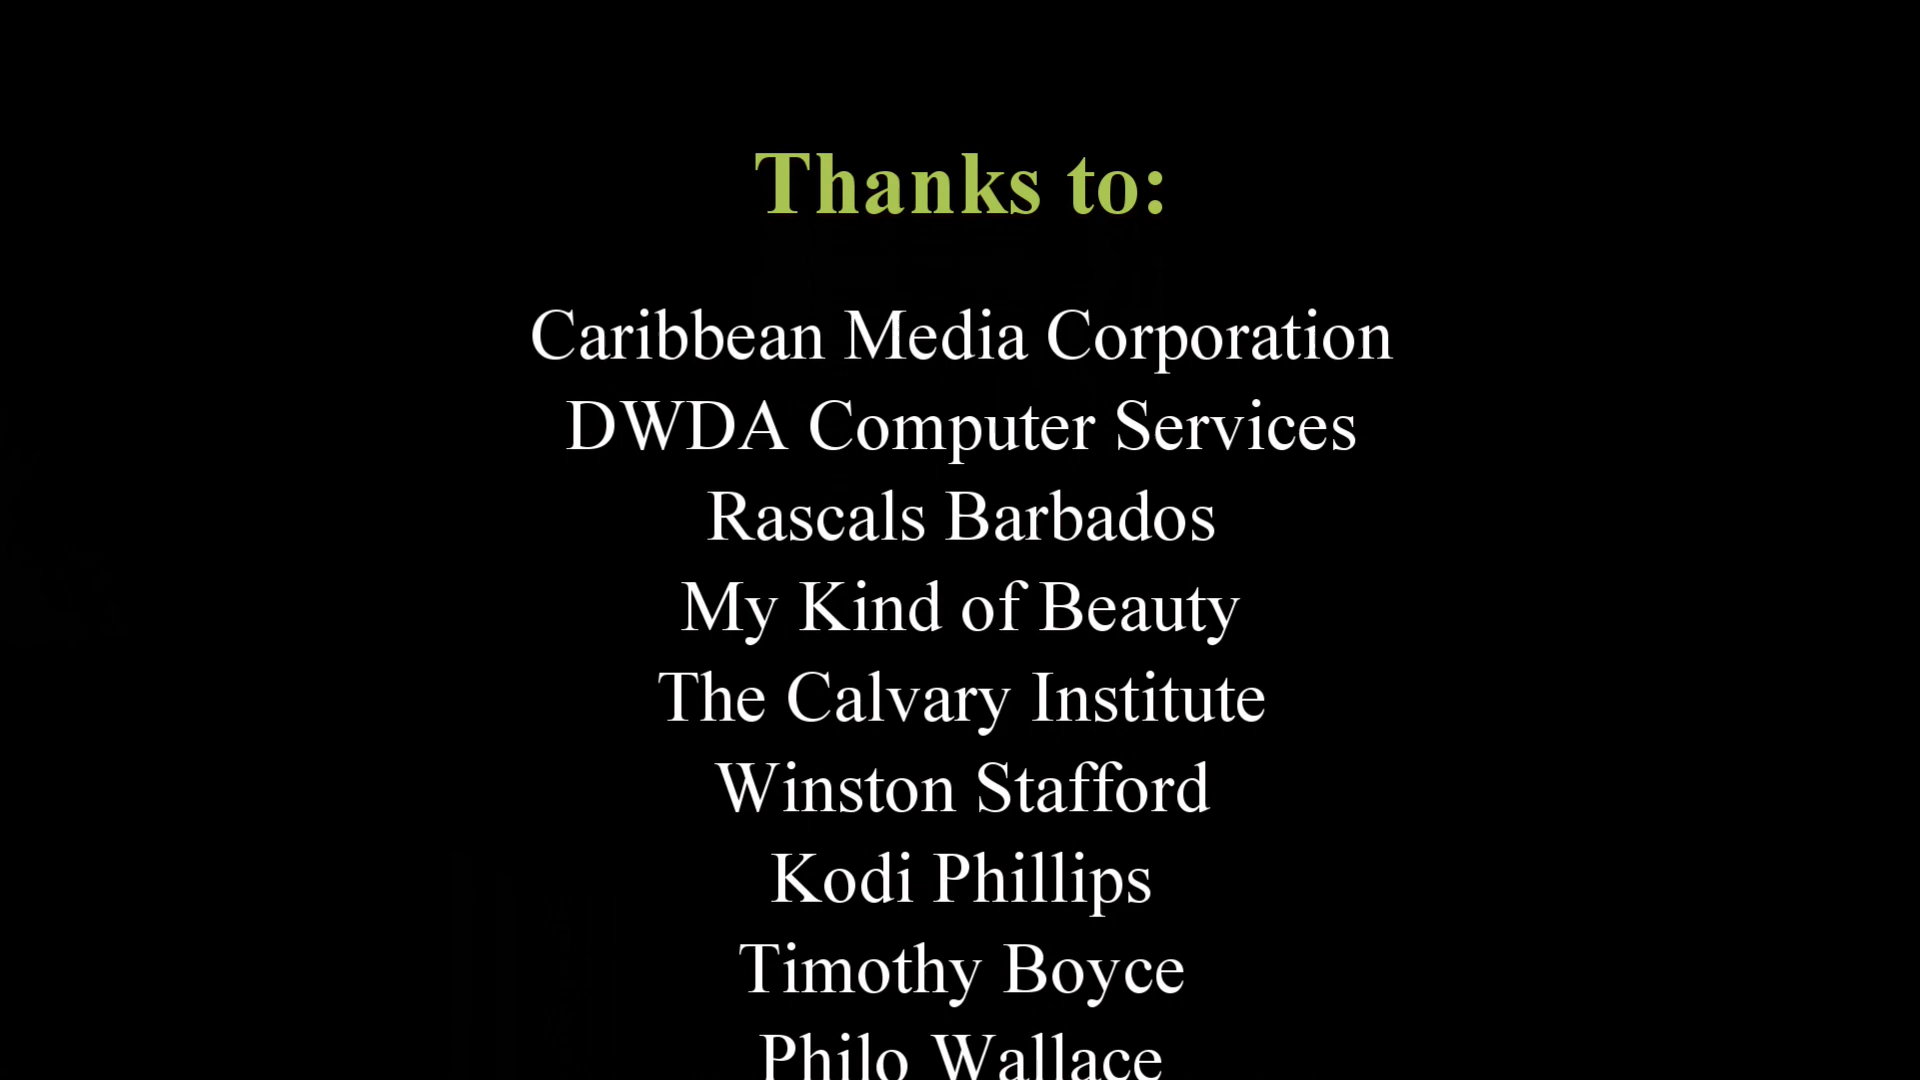 Thanks to:
Caribbean Media Corporation
DWDA Computer Services
Rascals Barbados
My Kind of Beauty
The Calvary Institute
Winston Stafford
Kodi Phillips
Timothy Boyce
Philo Wallace